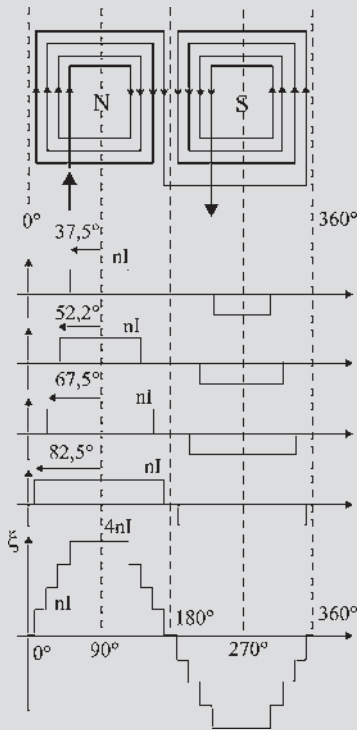 N S
0° 360°
37,5°
nI
52,2°
nI
67,5°
nI
82,5°
nI
ξ
4nI
nI
180° 360°
0° 90° 270°